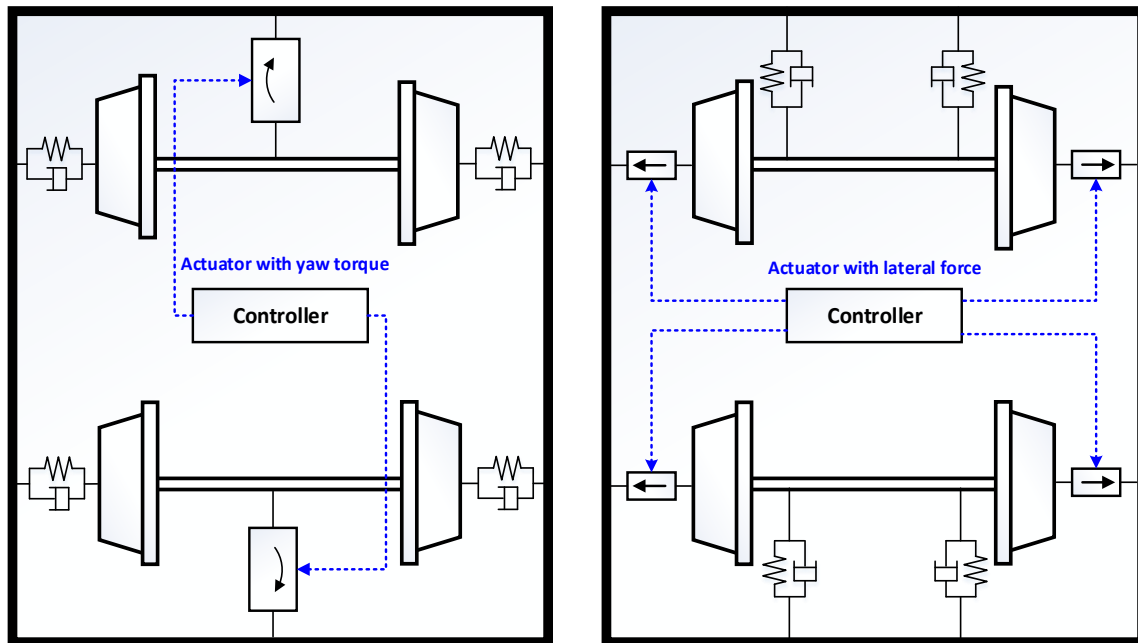 Actuator with yaw torque
Controller
Actuator with lateral force
Controller